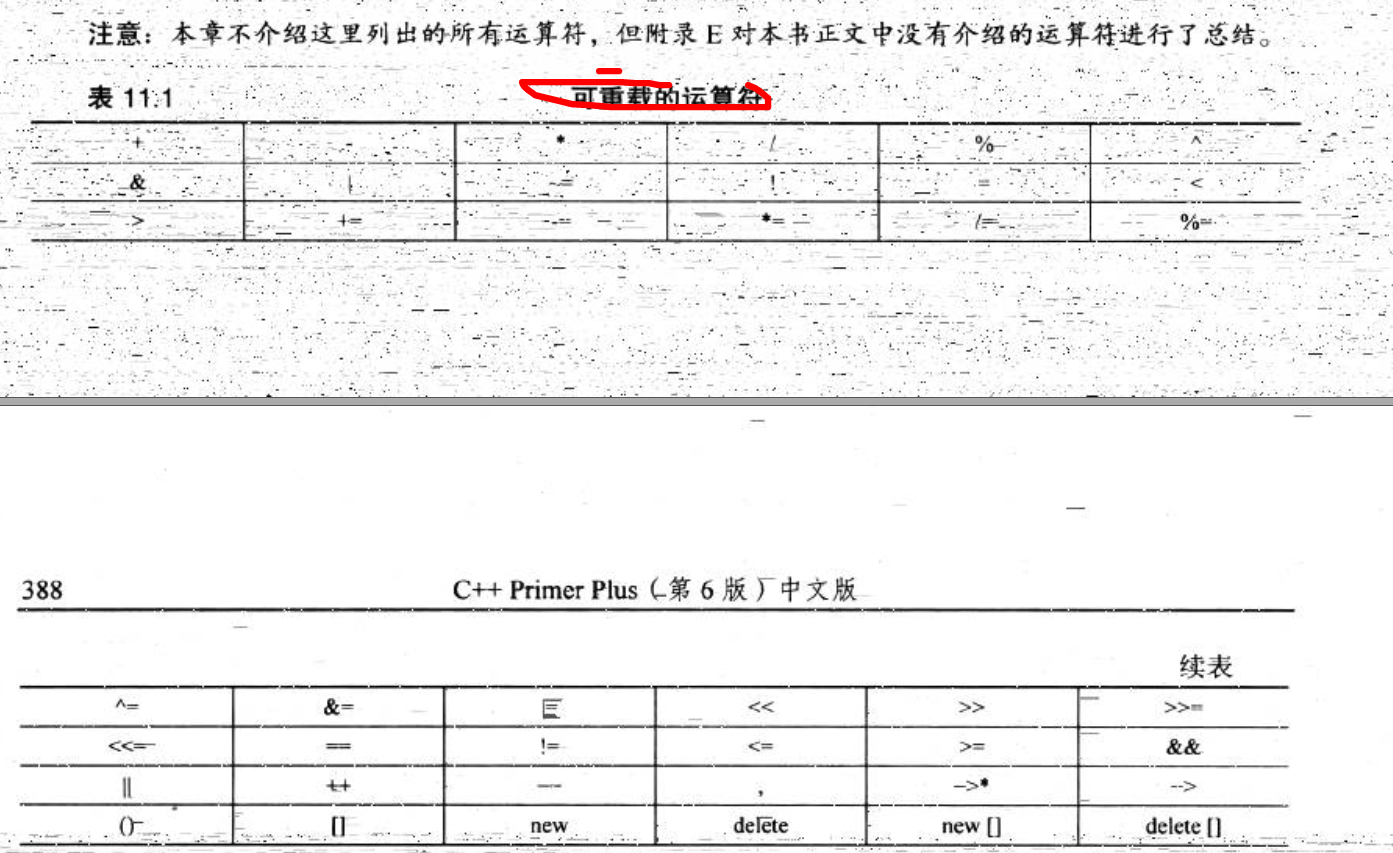 注意：本章不介绍这里列出的所有运算符，但附录 E 对本书正文中没有介绍的运算符进行了总结。
表 11.1 可重载的运算符
+ - * / % ^
& | ! = <
> += -= *= /= %=
388 C++ Primer Plus（第 6 版）中文版
续表
^= &= << >> >>=
<<= == != <= >= &&
|| ++ -- , ->* ->
() [] new delete new [] delete []